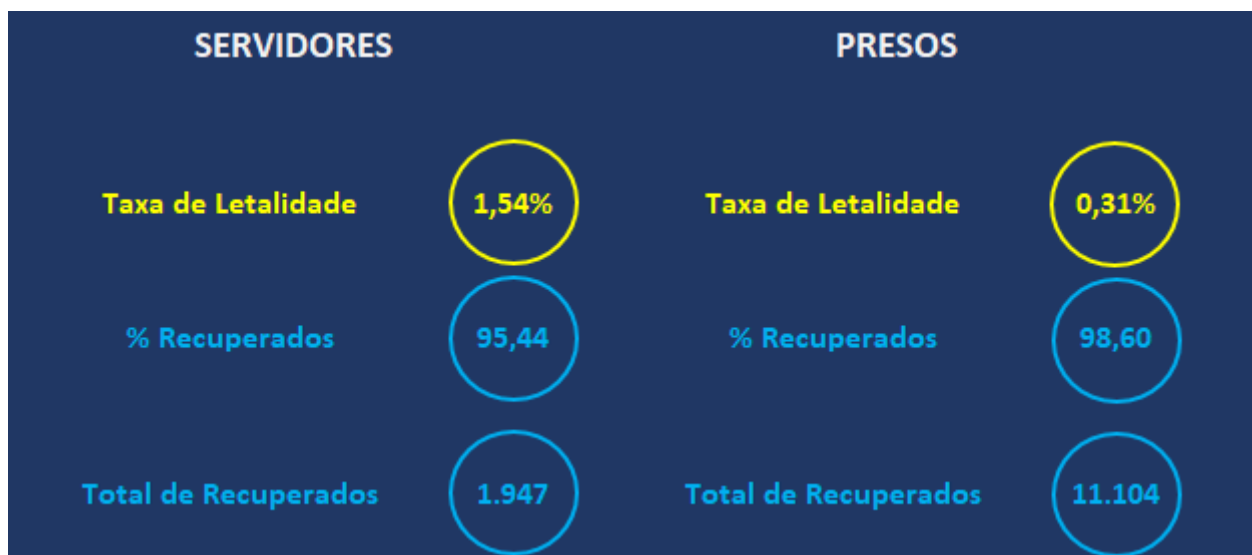 SERVIDORES
Taxa de Letalidade 1,54%
% Recuperados 95,44
Total de Recuperados 1.947
PRESOS
Taxa de Letalidade 0,31%
% Recuperados 98,60
Total de Recuperados 11.104